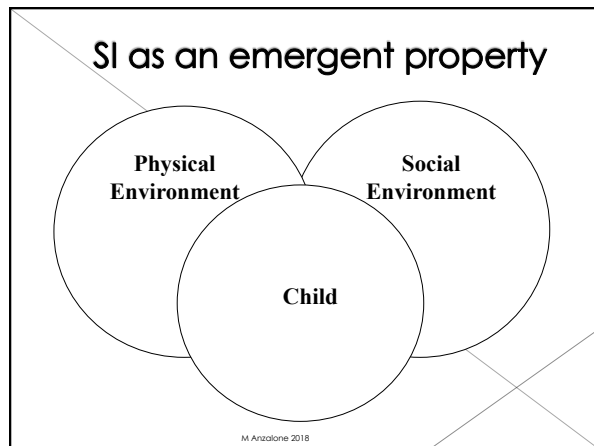 SI as an emergent property
Physical
Environment
Social
Environment
Child
M Anzalone 2018